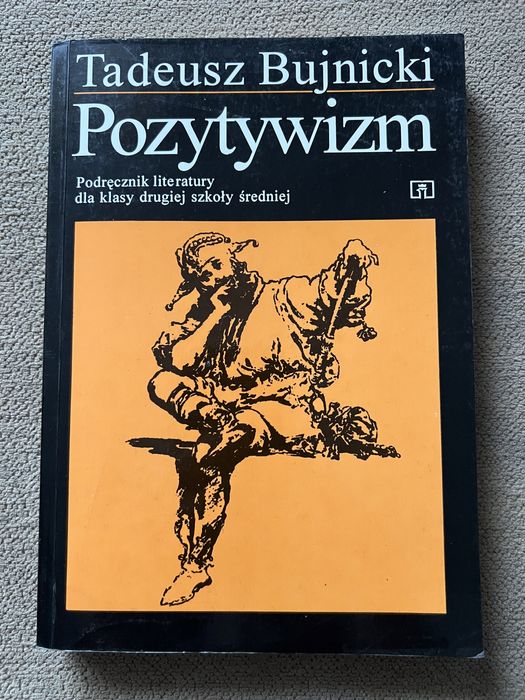 Tadeusz Bujnicki
Pozytywizm
Podręcznik literatury
dla klasy drugiej szkoły średniej